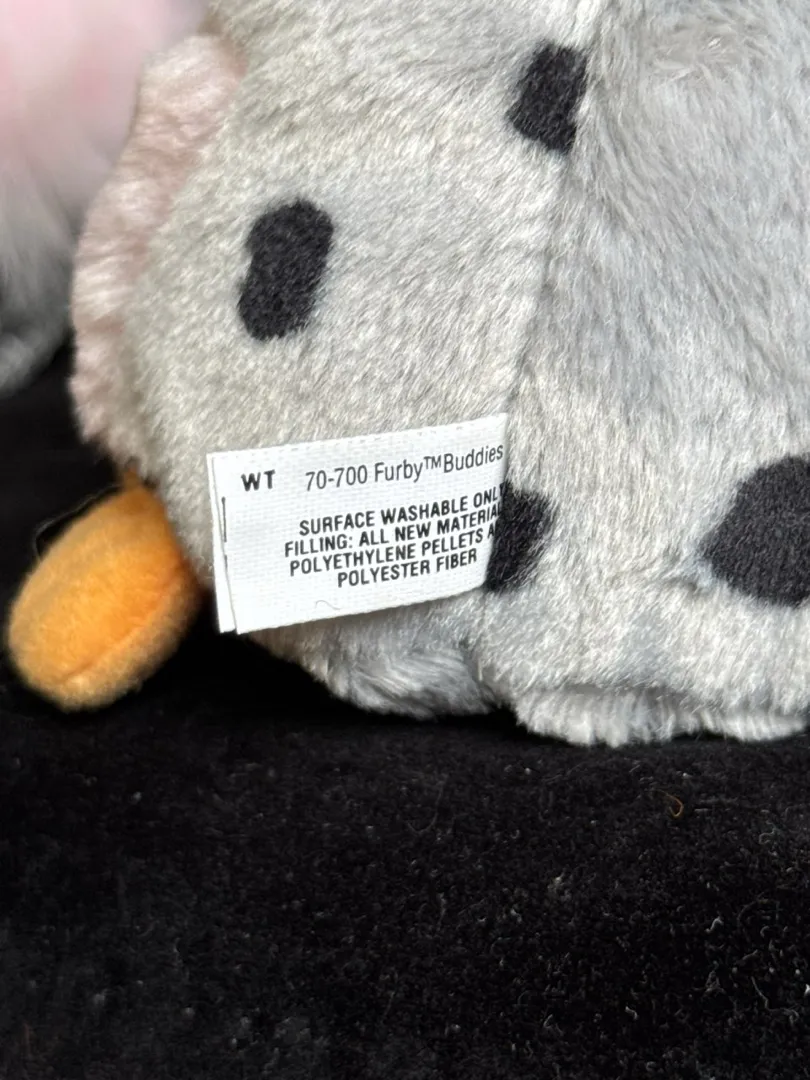 WT 70-700 Furby™Buddies
SURFACE WASHABLE ONLY
FILLING: ALL NEW MATERIAL
POLYETHYLENE PELLETS
POLYESTER FIBER